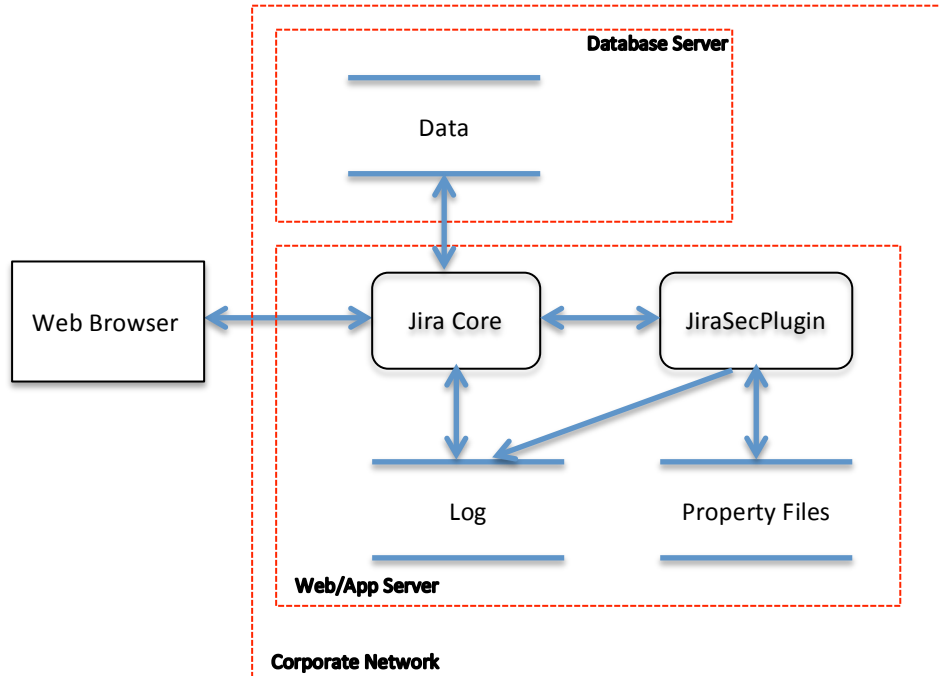 Database Server
Data
Web Browser
Jira Core
JiraSecPlugin
Log
Property Files
Web/App Server
Corporate Network